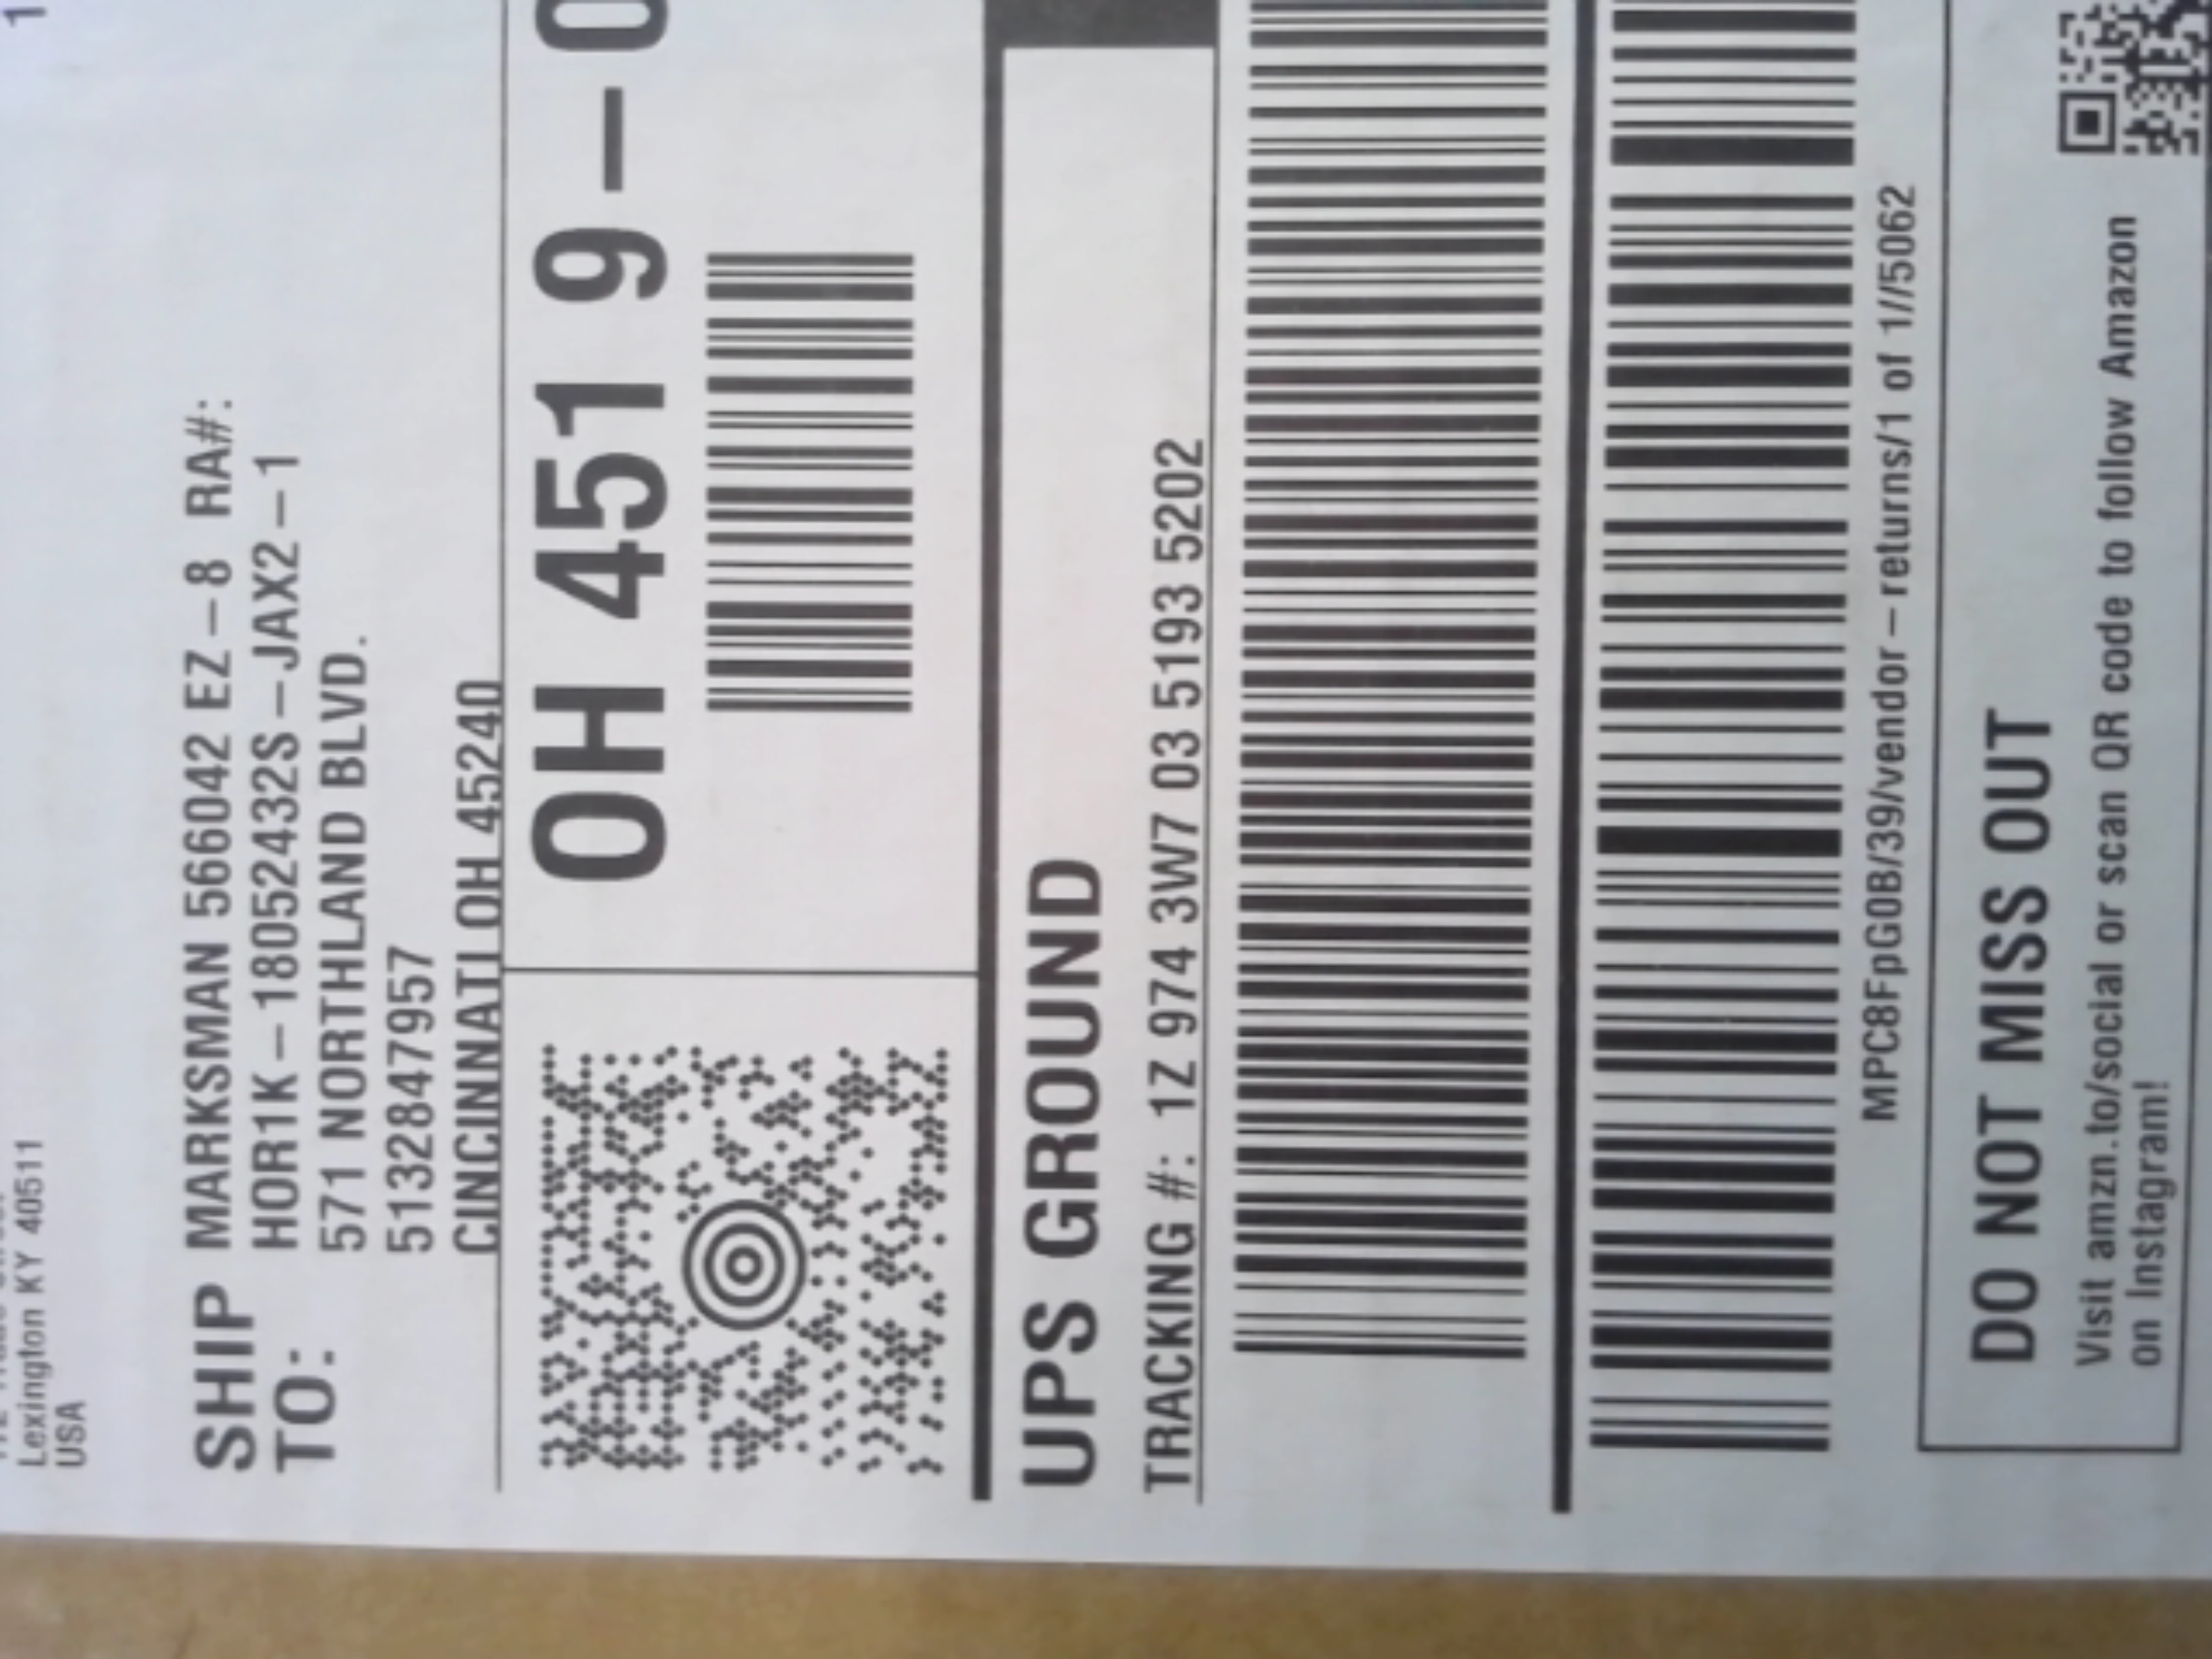 1
Lexington KY 40511
USA
SHIP TO:
MARKSMAN 566042 EZ-8 RA#:
HOR1K-18052432S-JAX2-1
571 NORTHLAND BLVD.
5132847957
CINCINNATI OH 45240
OH 451 9-0
UPS GROUND
TRACKING #: 1Z 974 3W7 03 5193 5202
MPC8FpG0B/39/vendor-returns/1 of 1//5062
DO NOT MISS OUT
Visit amzn.to/social or scan QR code to follow Amazon
on Instagram!